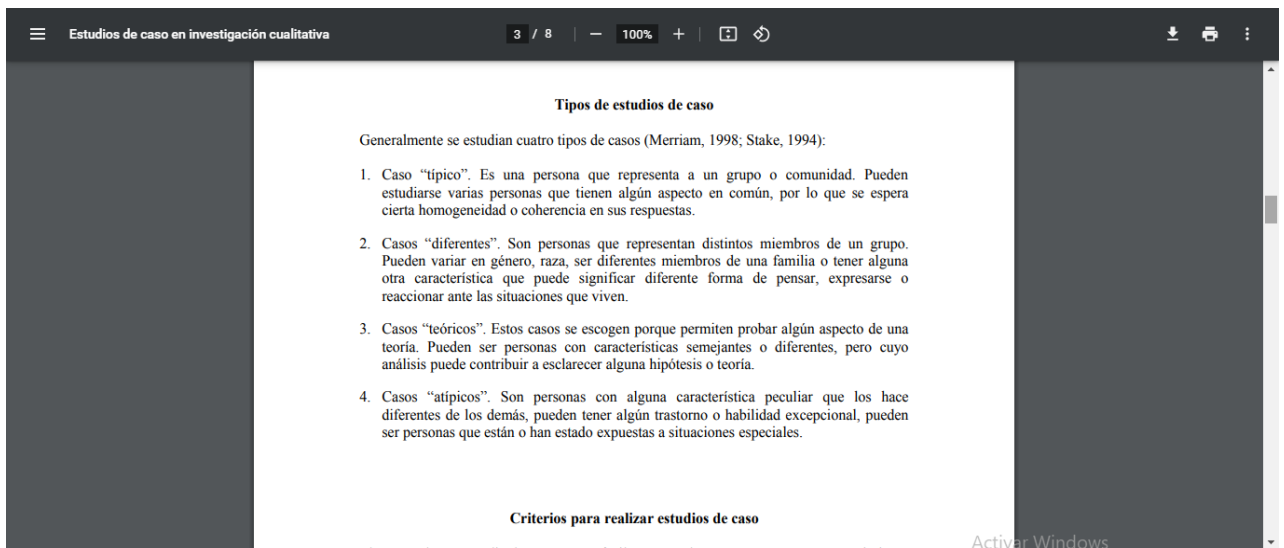 Estudios de caso en investigación cualitativa
3 / 8
100%
Tipos de estudios de caso
Generalmente se estudian cuatro tipos de casos (Merriam, 1998; Stake, 1994):
1. Caso “típico”. Es una persona que representa a un grupo o comunidad. Pueden
estudiarse varias personas que tienen algún aspecto en común, por lo que se espera
cierta homogeneidad o coherencia en sus respuestas.
2. Casos “diferentes”. Son personas que representan distintos miembros de un grupo.
Pueden variar en género, raza, ser diferentes miembros de una familia o tener alguna
otra característica que puede significar diferente forma de pensar, expresarse o
reaccionar ante las situaciones que viven.
3. Casos “teóricos”. Estos casos se escogen porque permiten probar algún aspecto de una
teoría. Pueden ser personas con características semejantes o diferentes, pero cuyo
análisis puede contribuir a esclarecer alguna hipótesis o teoría.
4. Casos “atípicos”. Son personas con alguna característica peculiar que los hace
diferentes de los demás, pueden tener algún trastorno o habilidad excepcional, pueden
ser personas que están o han estado expuestas a situaciones especiales.
Criterios para realizar estudios de caso
Activar Windows